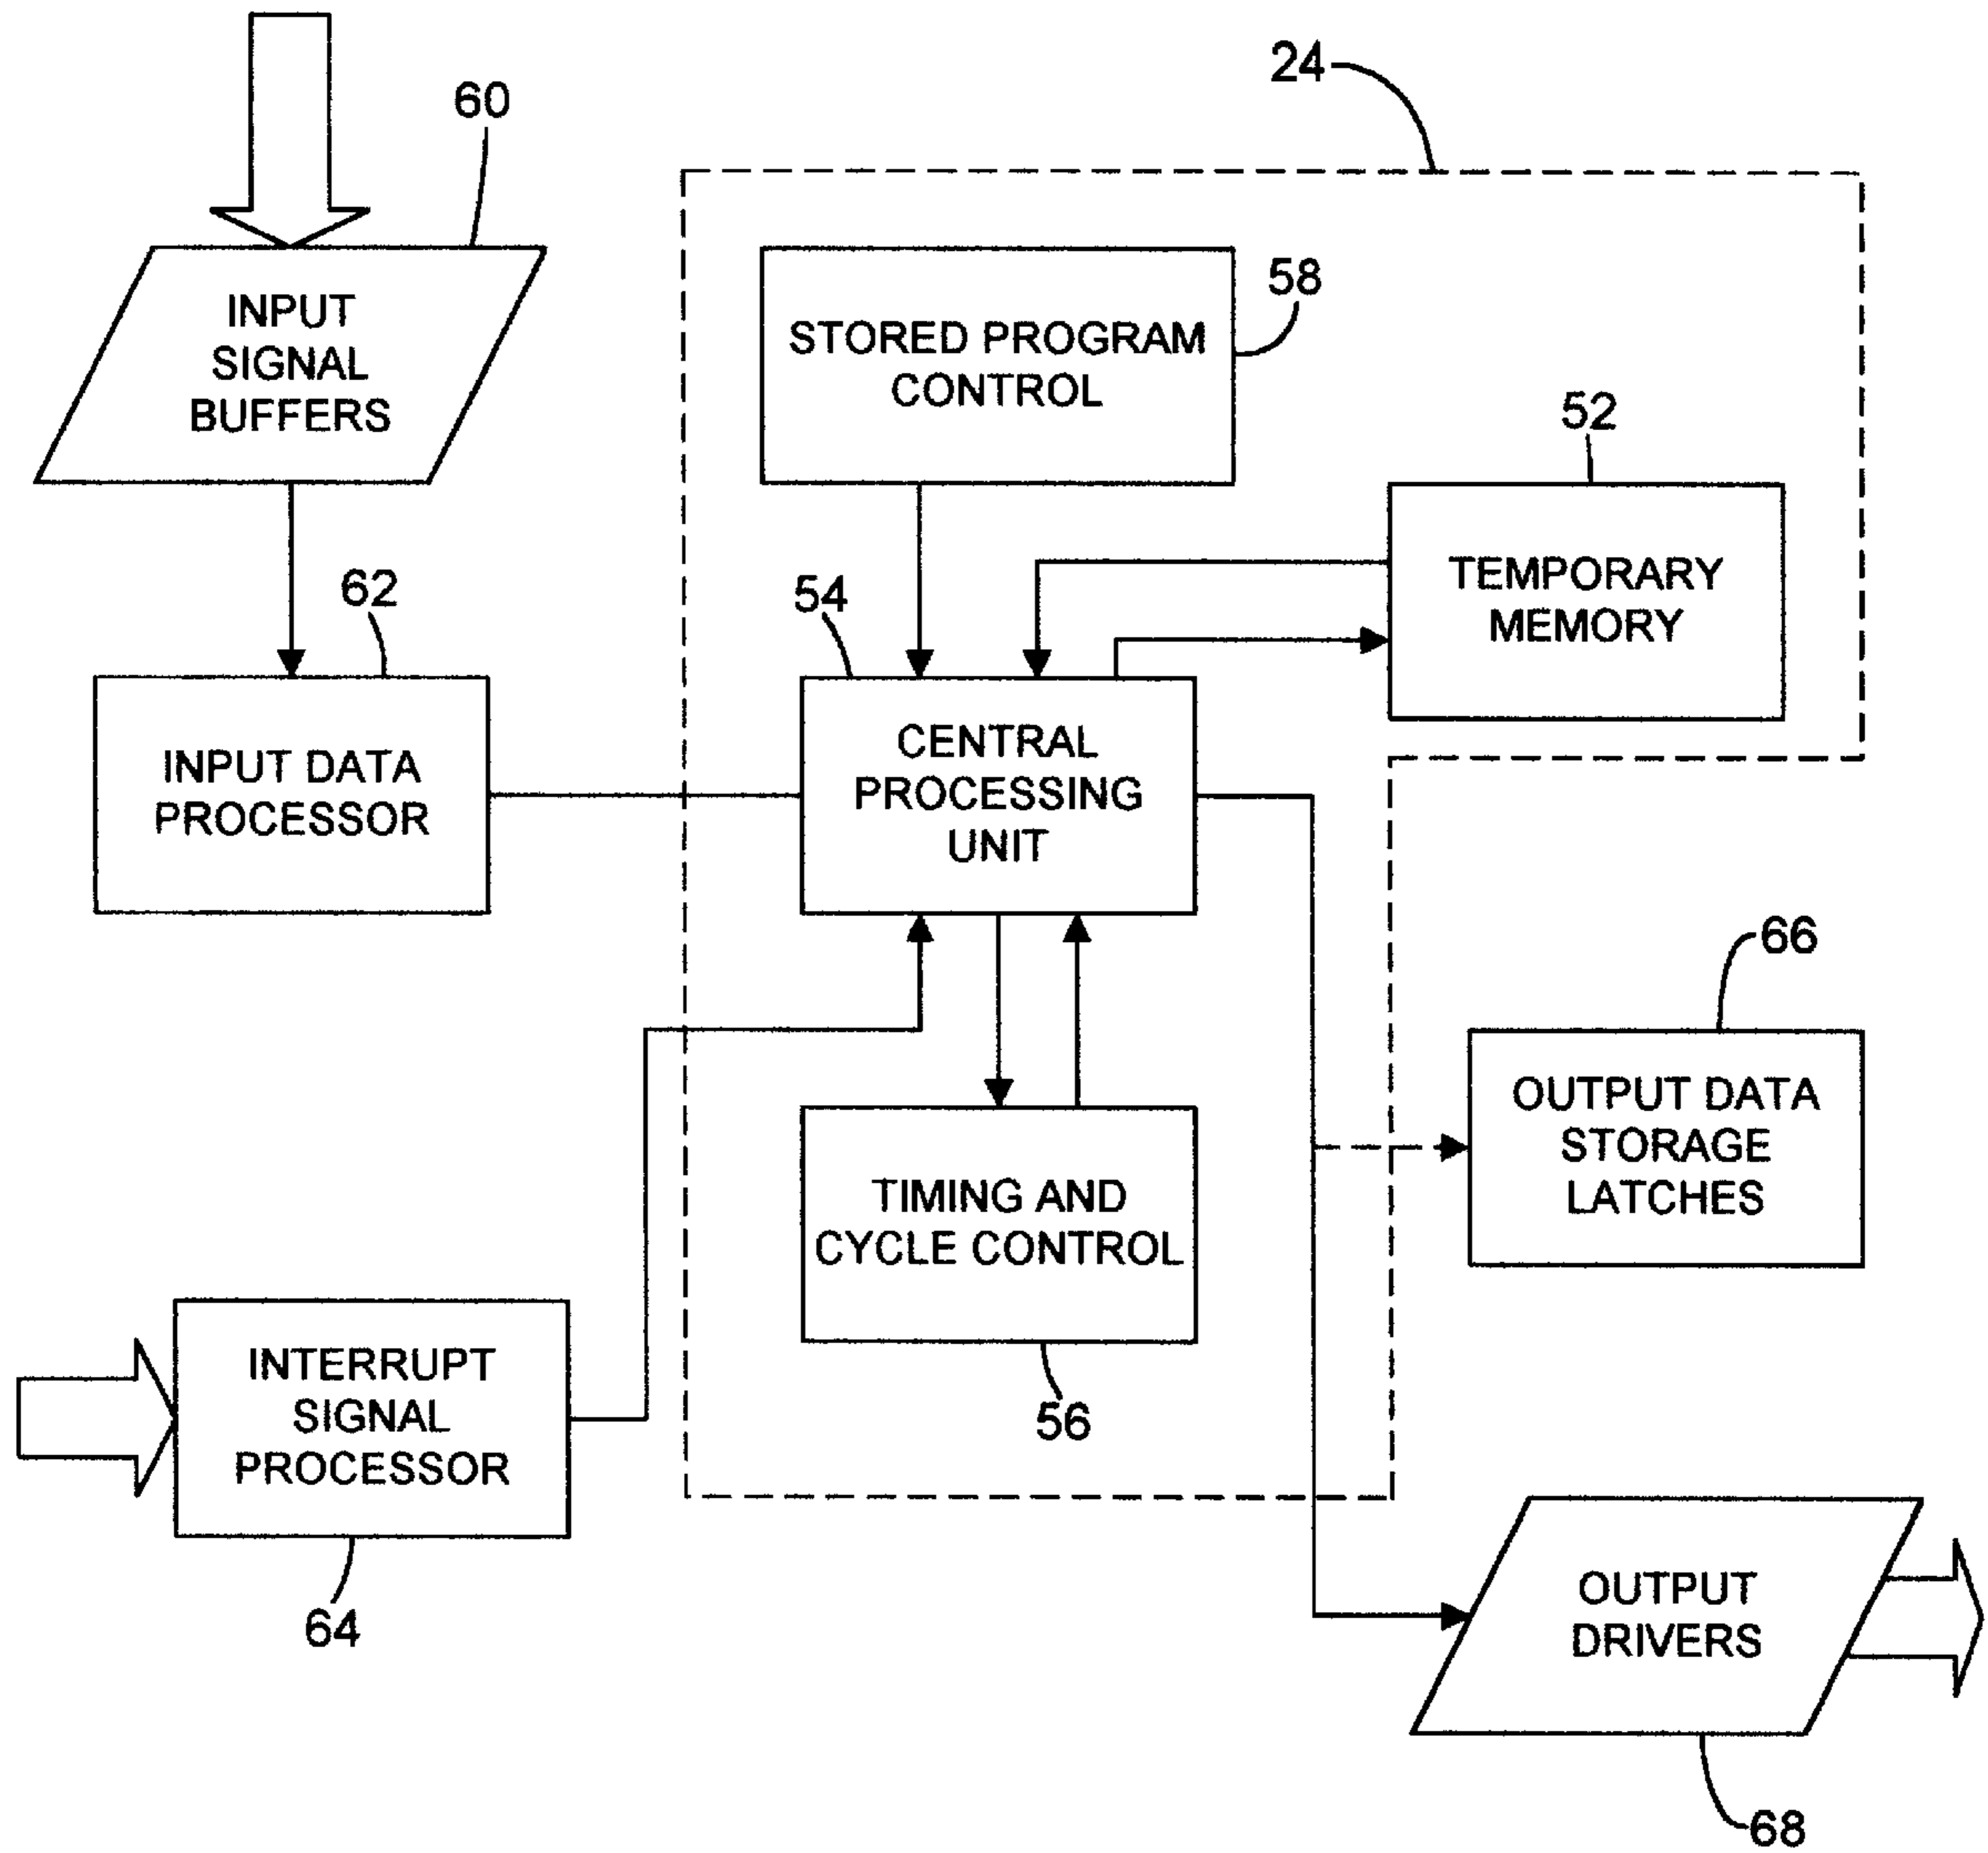 24
60
INPUT
SIGNAL
BUFFERS
58
STORED PROGRAM
CONTROL
52
TEMPORARY
MEMORY
62
INPUT DATA
PROCESSOR
54
CENTRAL
PROCESSING
UNIT
66
OUTPUT DATA
STORAGE
LATCHES
TIMING AND
CYCLE CONTROL
56
INTERRUPT
SIGNAL
PROCESSOR
64
OUTPUT
DRIVERS
68